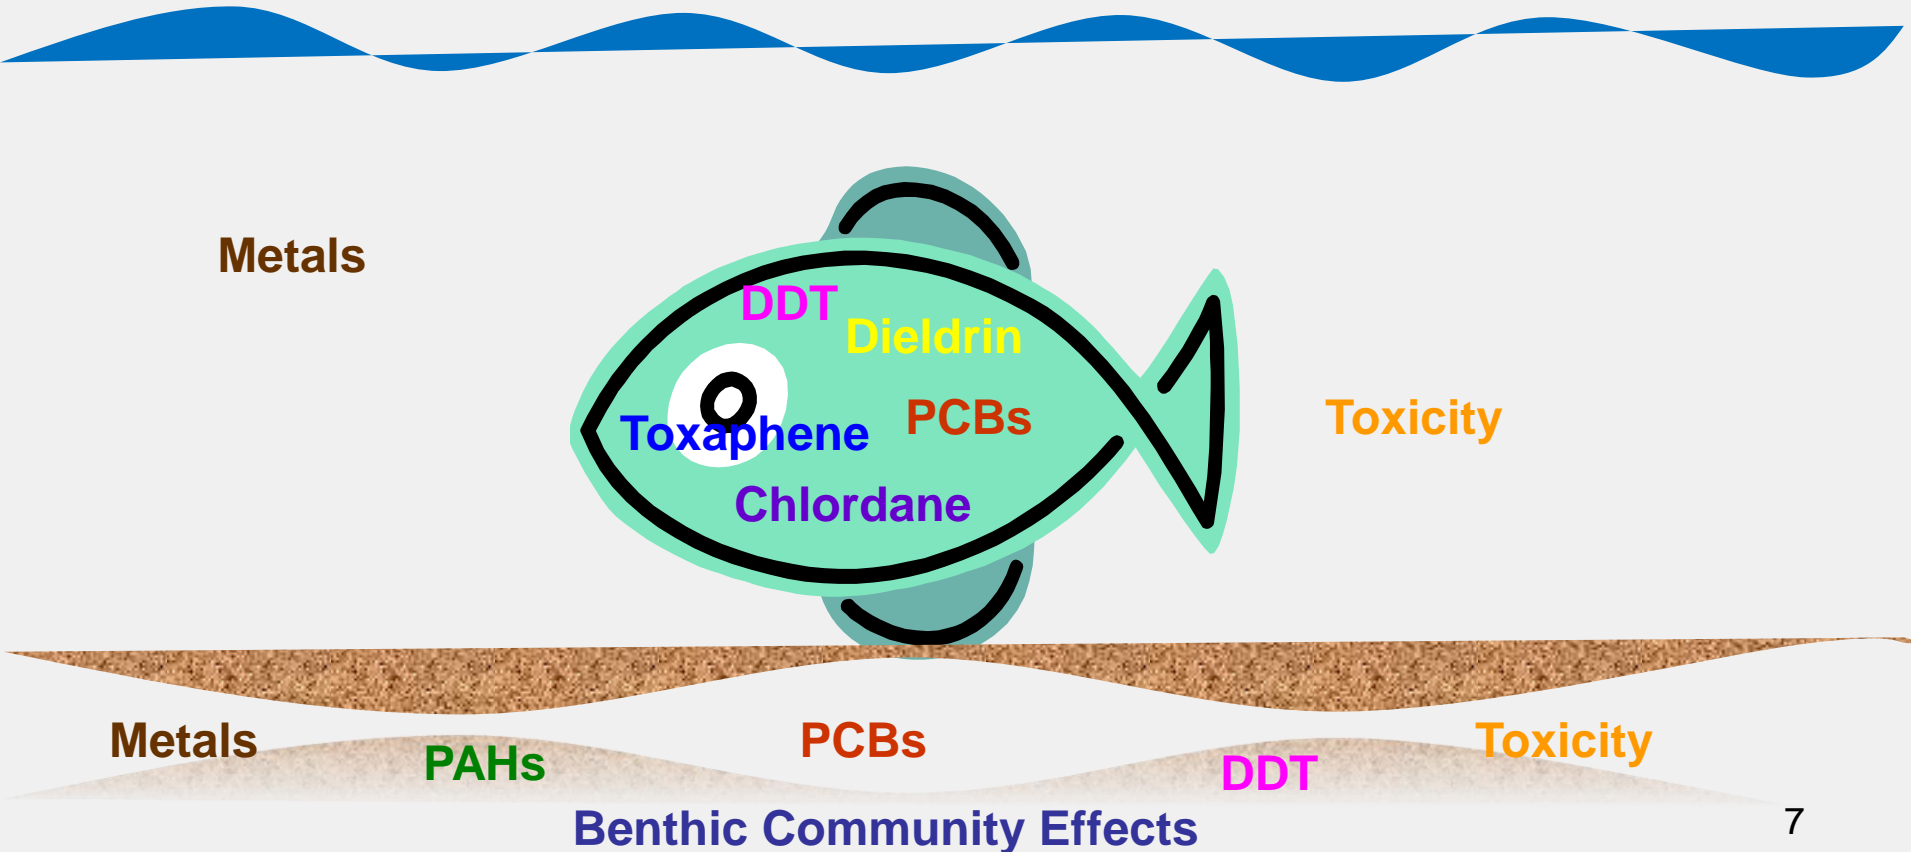 Metals
DDT
Dieldrin
PCBs
Toxicity
Toxaphene
Chlordane
Metals
PAHs
PCBs
DDT
Toxicity
Benthic Community Effects
7